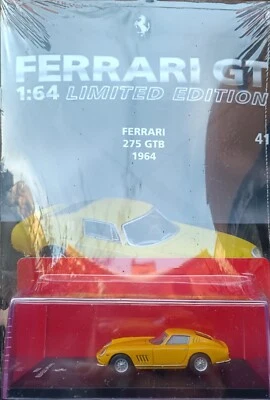 FERRARI GT
1:64 LIMITED EDITION
FERRARI
275 GTB
1964
41